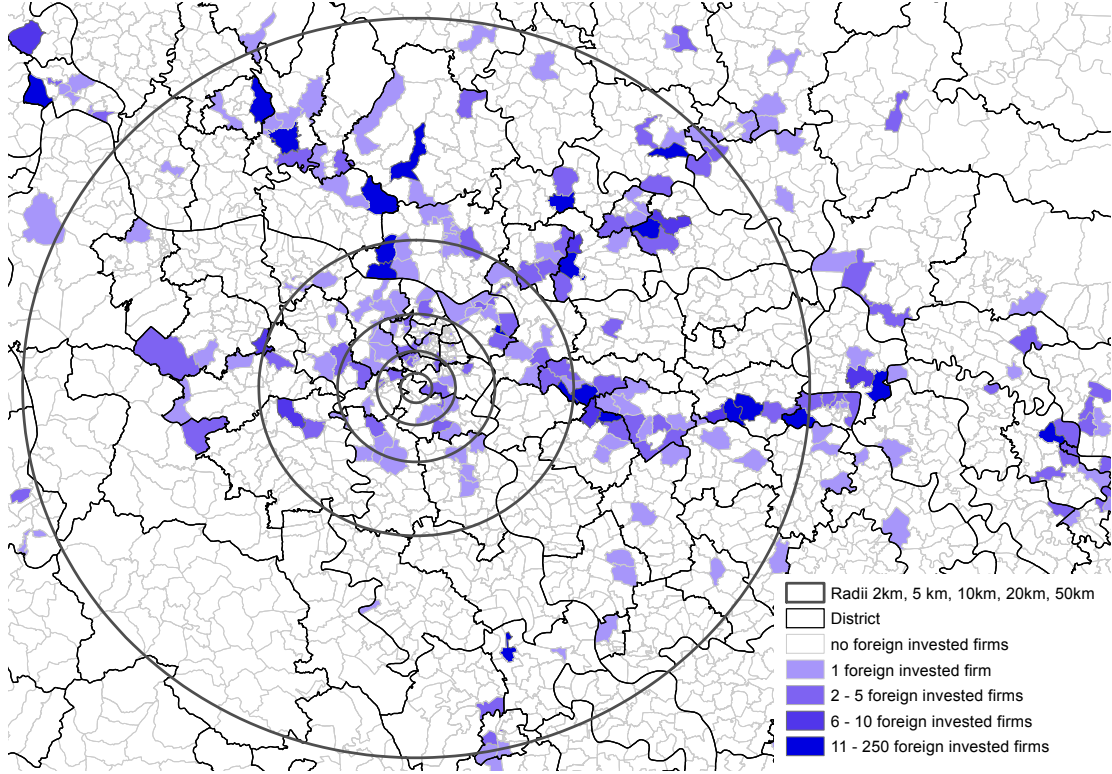 Radii 2km, 5 km, 10km, 20km, 50km
District
no foreign invested firms
1 foreign invested firm
2 - 5 foreign invested firms
6 - 10 foreign invested firms
11 - 250 foreign invested firms